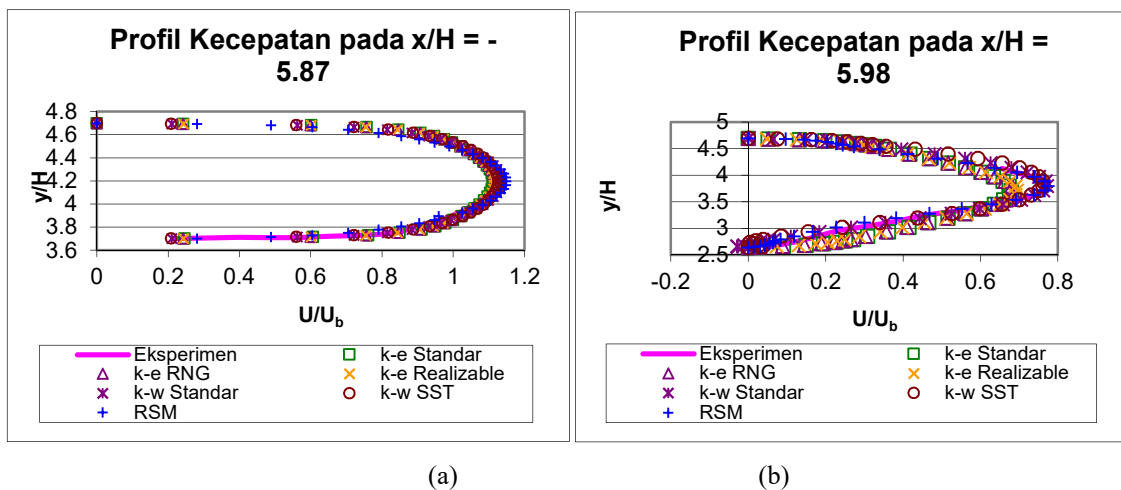 Profil Kecepatan pada x/H = -
5.87
4.8
4.6
4.4
4.2
4
3.8
3.6
y/H
0
0.2
0.4
0.6
0.8
1
1.2
U/Ub
Eksperimen
k-e Standar
k-e RNG
k-e Realizable
k-w Standar
k-w SST
RSM
(a)
Profil Kecepatan pada x/H =
5.98
5
4.5
4
3.5
3
2.5
y/H
-0.2
0
0.2
0.4
0.6
0.8
U/Ub
Eksperimen
k-e Standar
k-e RNG
k-e Realizable
k-w Standar
k-w SST
RSM
(b)